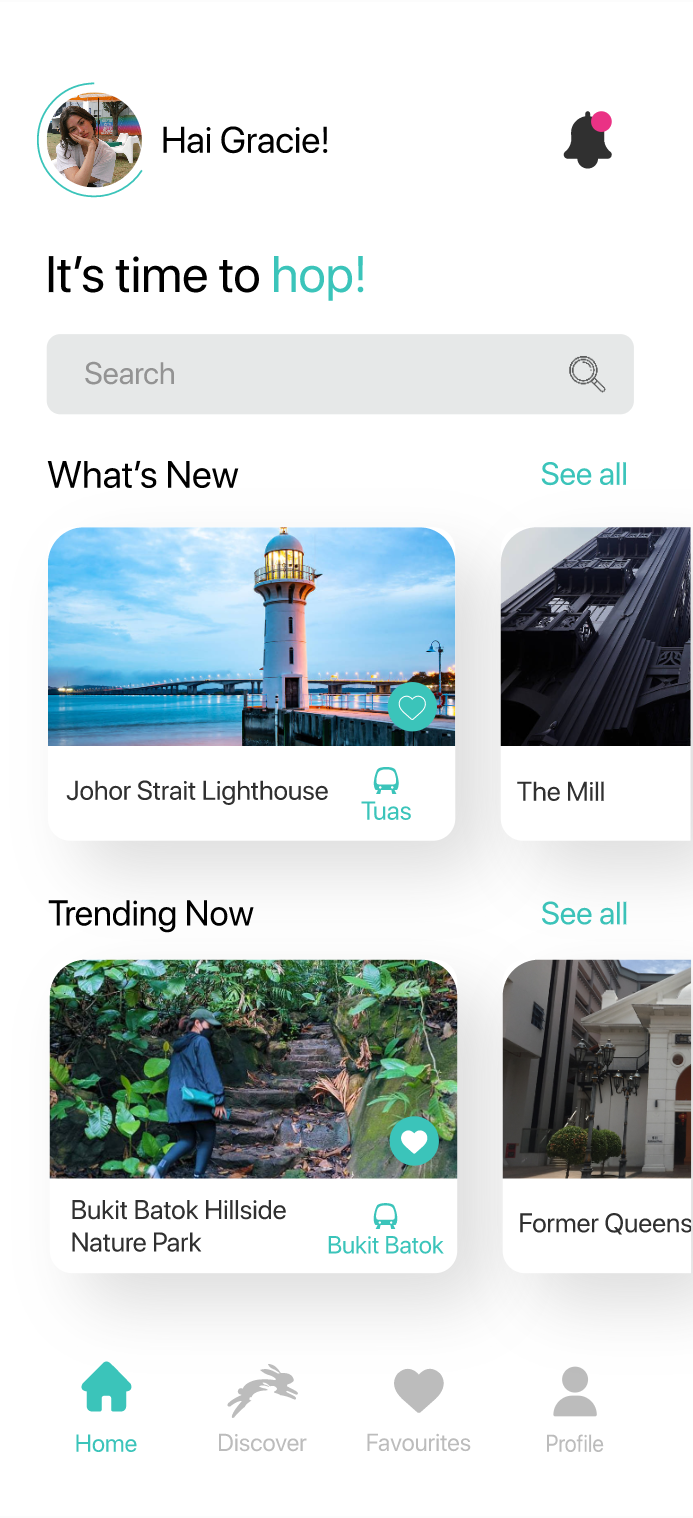 Hai Gracie!
It's time to hop!
Search
What's New
See all
Johor Strait Lighthouse
Tuas
The Mill
Trending Now
See all
Bukit Batok Hillside
Nature Park
Bukit Batok
Former Queens
Home
Discover
Favourites
Profile